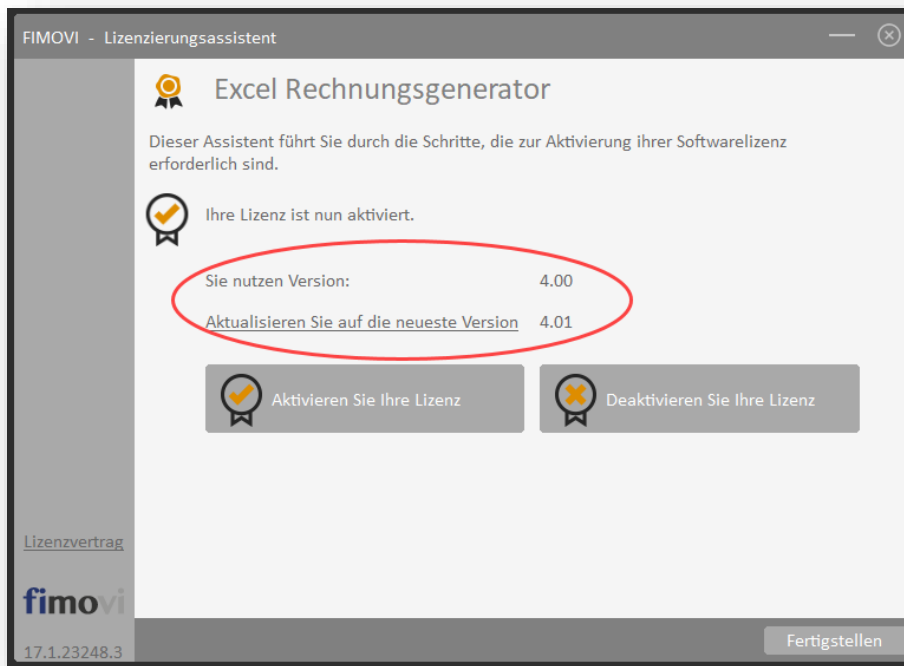 FIMOVI - Lizenzierungsassistent
Excel Rechnungsgenerator
Dieser Assistent führt Sie durch die Schritte, die zur Aktivierung ihrer Softwarelizenz
erforderlich sind.
Ihre Lizenz ist nun aktiviert.
Sie nutzen Version: 4.00
Aktualisieren Sie auf die neueste Version 4.01
Aktivieren Sie Ihre Lizenz
Deaktivieren Sie Ihre Lizenz
Lizenzvertrag
fimovi
17.1.23248.3
Fertigstellen